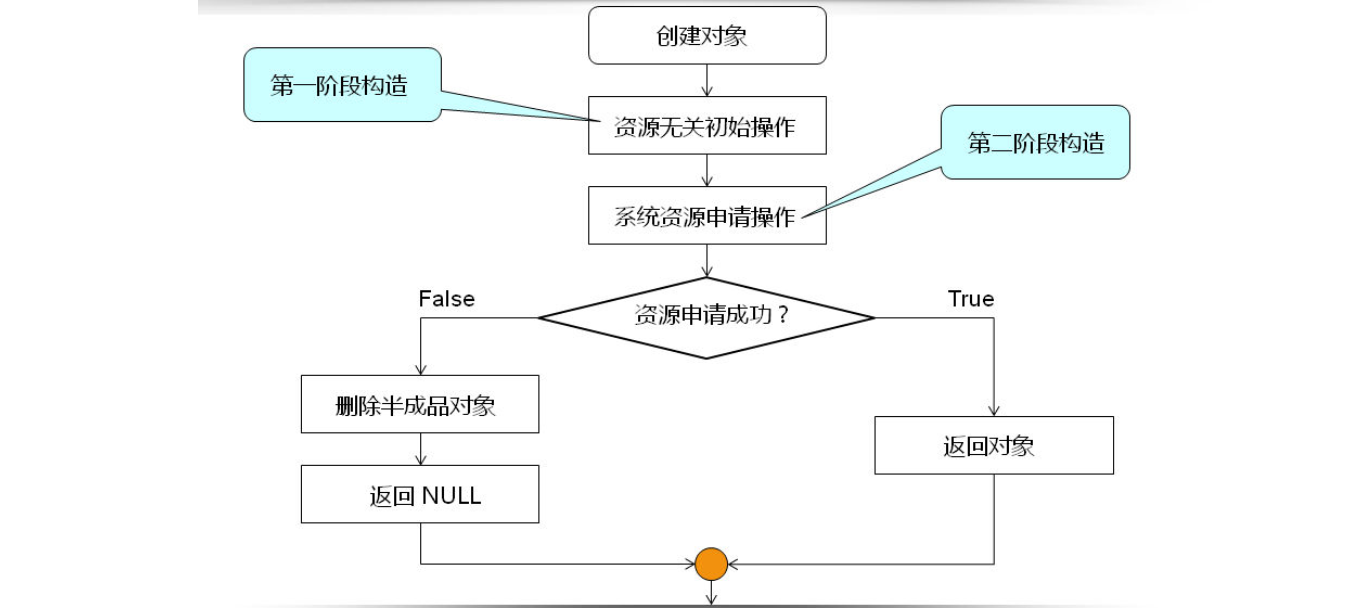 创建对象
第一阶段构造
资源无关初始操作
第二阶段构造
系统资源申请操作
False
True
资源申请成功？
删除半成品对象
返回对象
返回 NULL